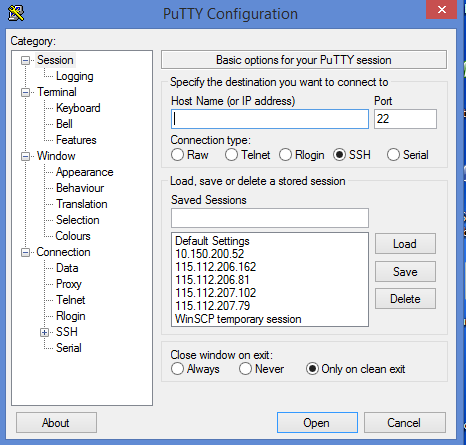 PuTTY Configuration
Category:
Session
Logging
Terminal
Keyboard
Bell
Features
Window
Appearance
Behaviour
Translation
Selection
Colours
Connection
Data
Proxy
Telnet
Rlogin
SSH
Serial
Basic options for your PuTTY session
Specify the destination you want to connect to
Host Name (or IP address) Port
22
Connection type:
Raw Telnet Rlogin SSH Serial
Load, save or delete a stored session
Saved Sessions
Default Settings
10.150.200.52
115.112.206.162
115.112.206.81
115.112.207.102
115.112.207.79
WinSCP temporary session
Load
Save
Delete
Close window on exit:
Always Never Only on clean exit
About Open Cancel